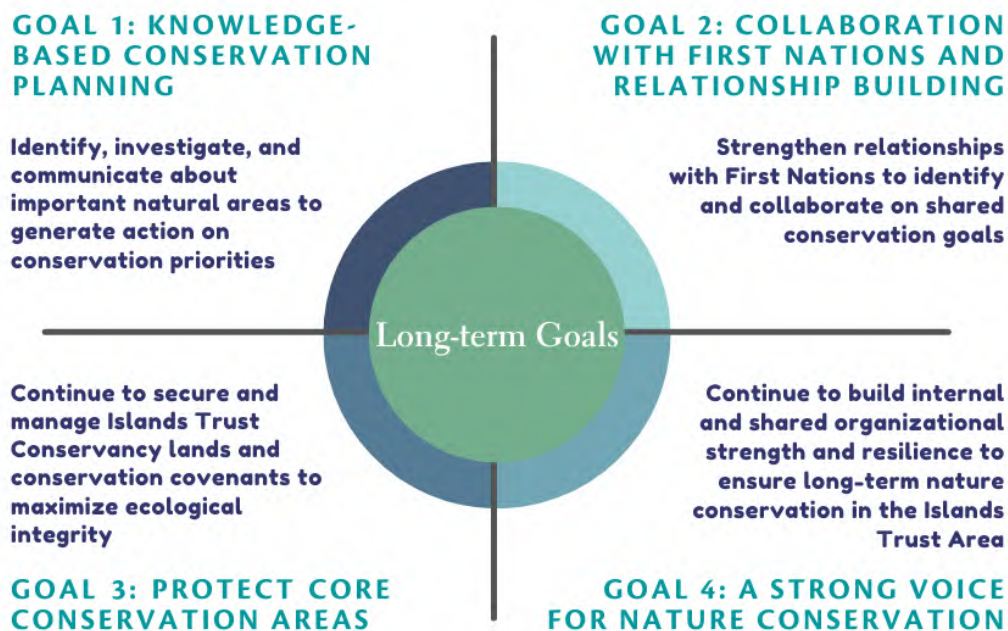 GOAL 1: KNOWLEDGE-
BASED CONSERVATION
PLANNING
Identify, investigate, and
communicate about
important natural areas to
generate action on
conservation priorities
GOAL 2: COLLABORATION
WITH FIRST NATIONS AND
RELATIONSHIP BUILDING
Strengthen relationships
with First Nations to identify
and collaborate on shared
conservation goals
Long-term Goals
Continue to secure and
manage Islands Trust
Conservancy lands and
conservation covenants to
maximize ecological
integrity
GOAL 3: PROTECT CORE
CONSERVATION AREAS
Continue to build internal
and shared organizational
strength and resilience to
ensure long-term nature
conservation in the Islands
Trust Area
GOAL 4: A STRONG VOICE
FOR NATURE CONSERVATION